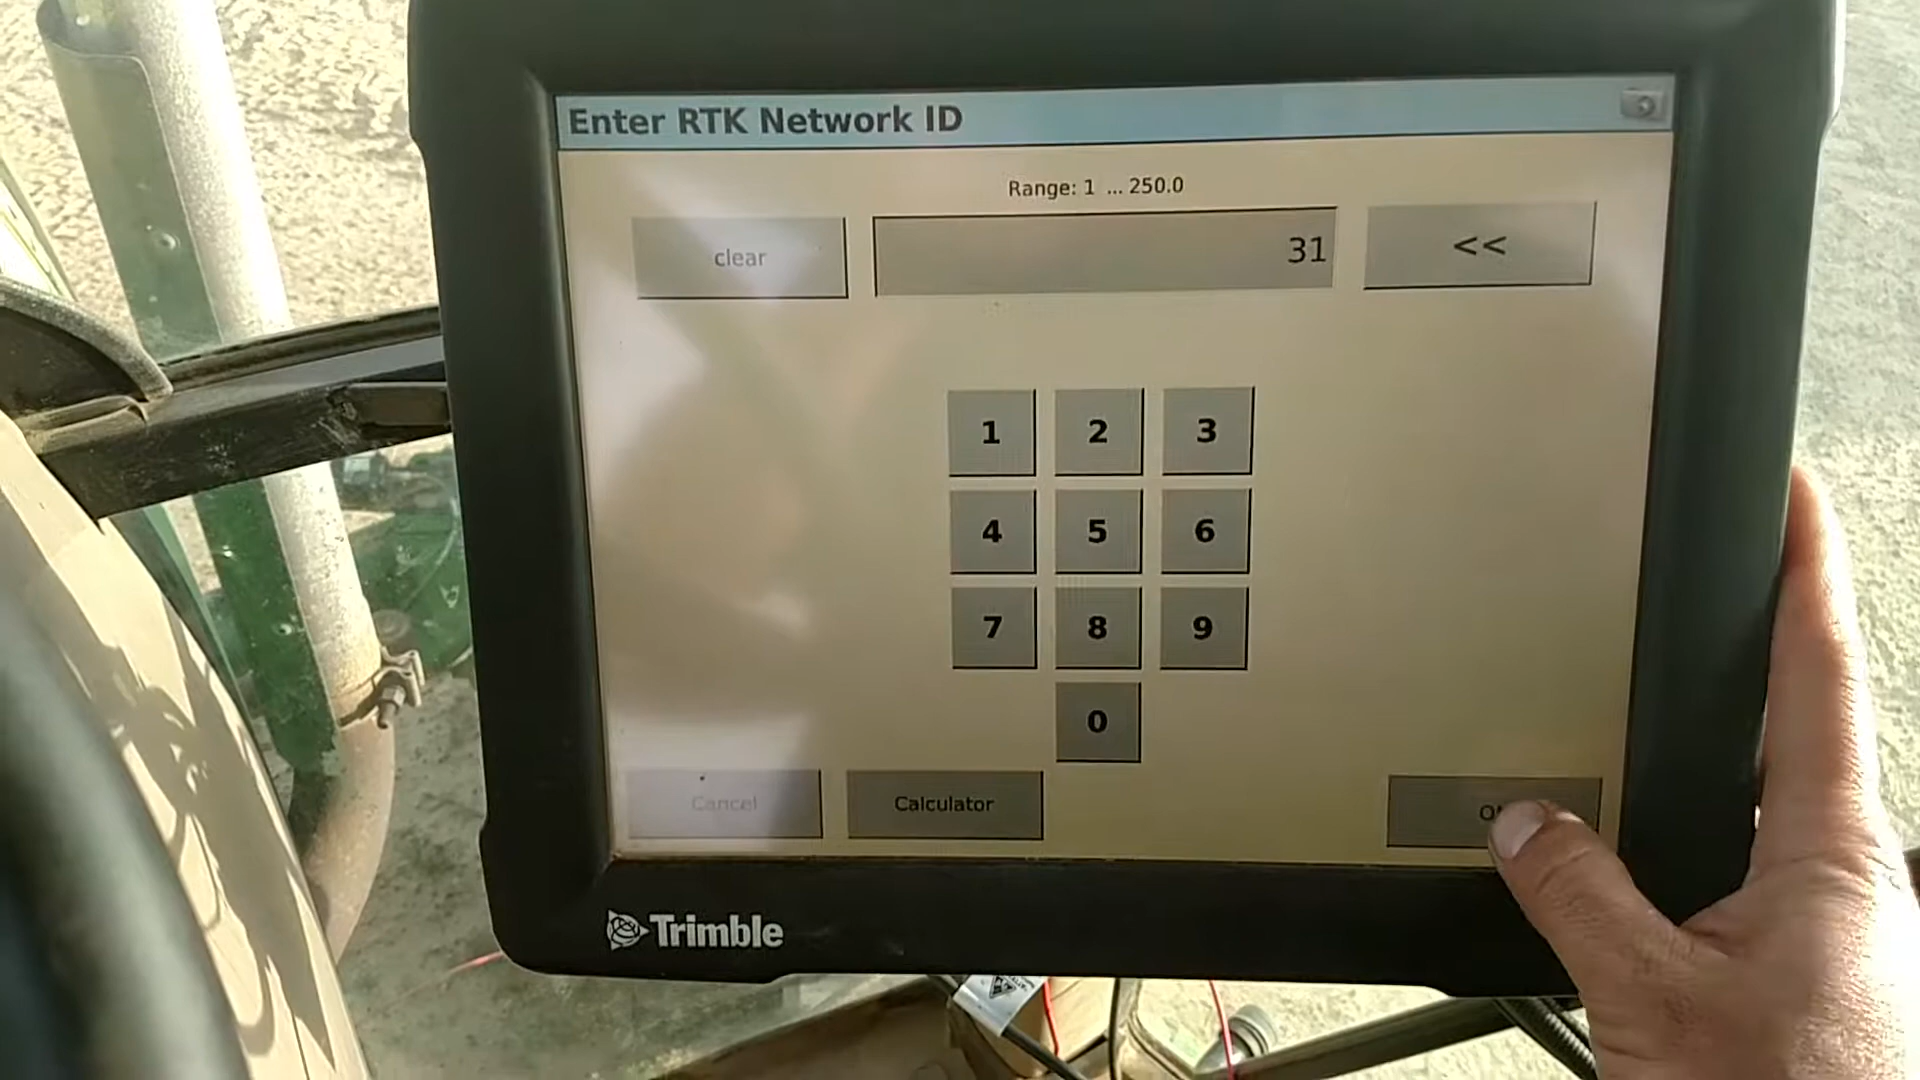 Enter RTK Network ID
Range: 1 ... 250.0
clear
31
<<
1 2 3
4 5 6
7 8 9
0
Cancel
Calculator
Trimble